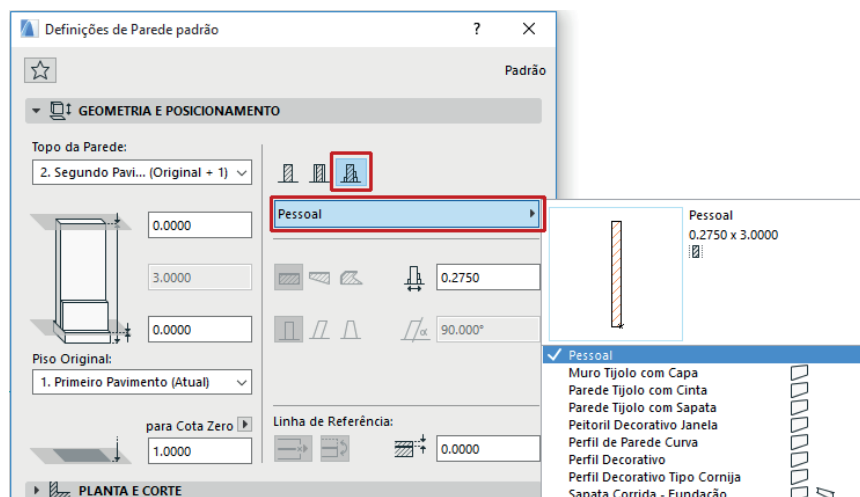 Definições de Parede padrão ? ×
Padrão
GEOMETRIA E POSICIONAMENTO
Topo da Parede:
2. Segundo Pavi... (Original + 1)
Pessoal
0.0000
3.0000
0.0000
0.2750
α 90.000°
Piso Original:
1. Primeiro Pavimento (Atual)
para Cota Zero
1.0000
Linha de Referência:
0.0000
PLANTA E CORTE
Pessoal
0.2750 x 3.0000
Pessoal
Muro Tijolo com Capa
Parede Tijolo com Cinta
Parede Tijolo com Sapata
Peitoril Decorativo Janela
Perfil de Parede Curva
Perfil Decorativo
Perfil Decorativo Tipo Cornija
Sapata Corrida - Fundação